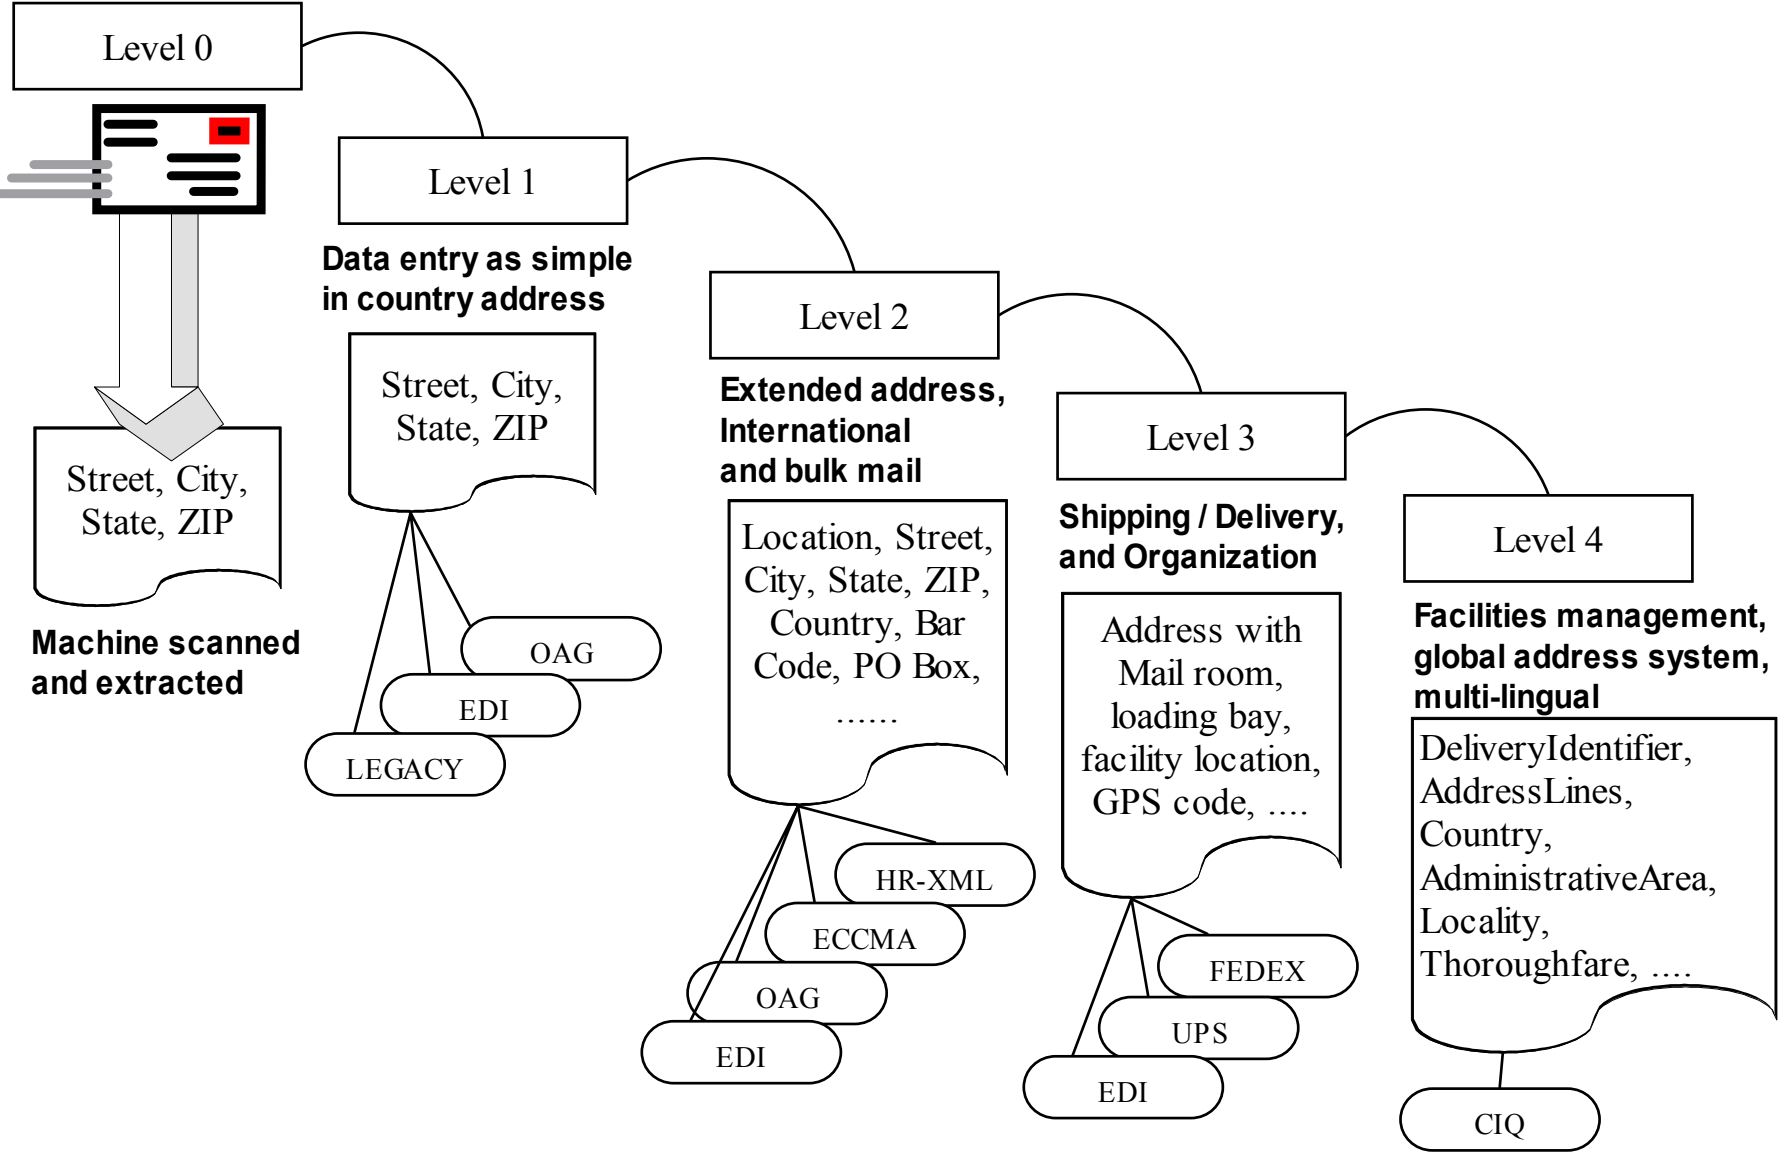 Level 0
Street, City,
State, ZIP
Machine scanned
and extracted
Level 1
Data entry as simple
in country address
Street, City,
State, ZIP
OAG
EDI
LEGACY
Level 2
Extended address,
International
and bulk mail
Location, Street,
City, State, ZIP,
Country, Bar
Code, PO Box,
......
HR-XML
ECCMA
OAG
EDI
Level 3
Shipping / Delivery,
and Organization
Address with
Mail room,
loading bay,
facility location,
GPS code, ....
FEDEX
UPS
EDI
Level 4
Facilities management,
global address system,
multi-lingual
DeliveryIdentifier,
AddressLines,
Country,
AdministrativeArea,
Locality,
Thoroughfare, ....
CIQ